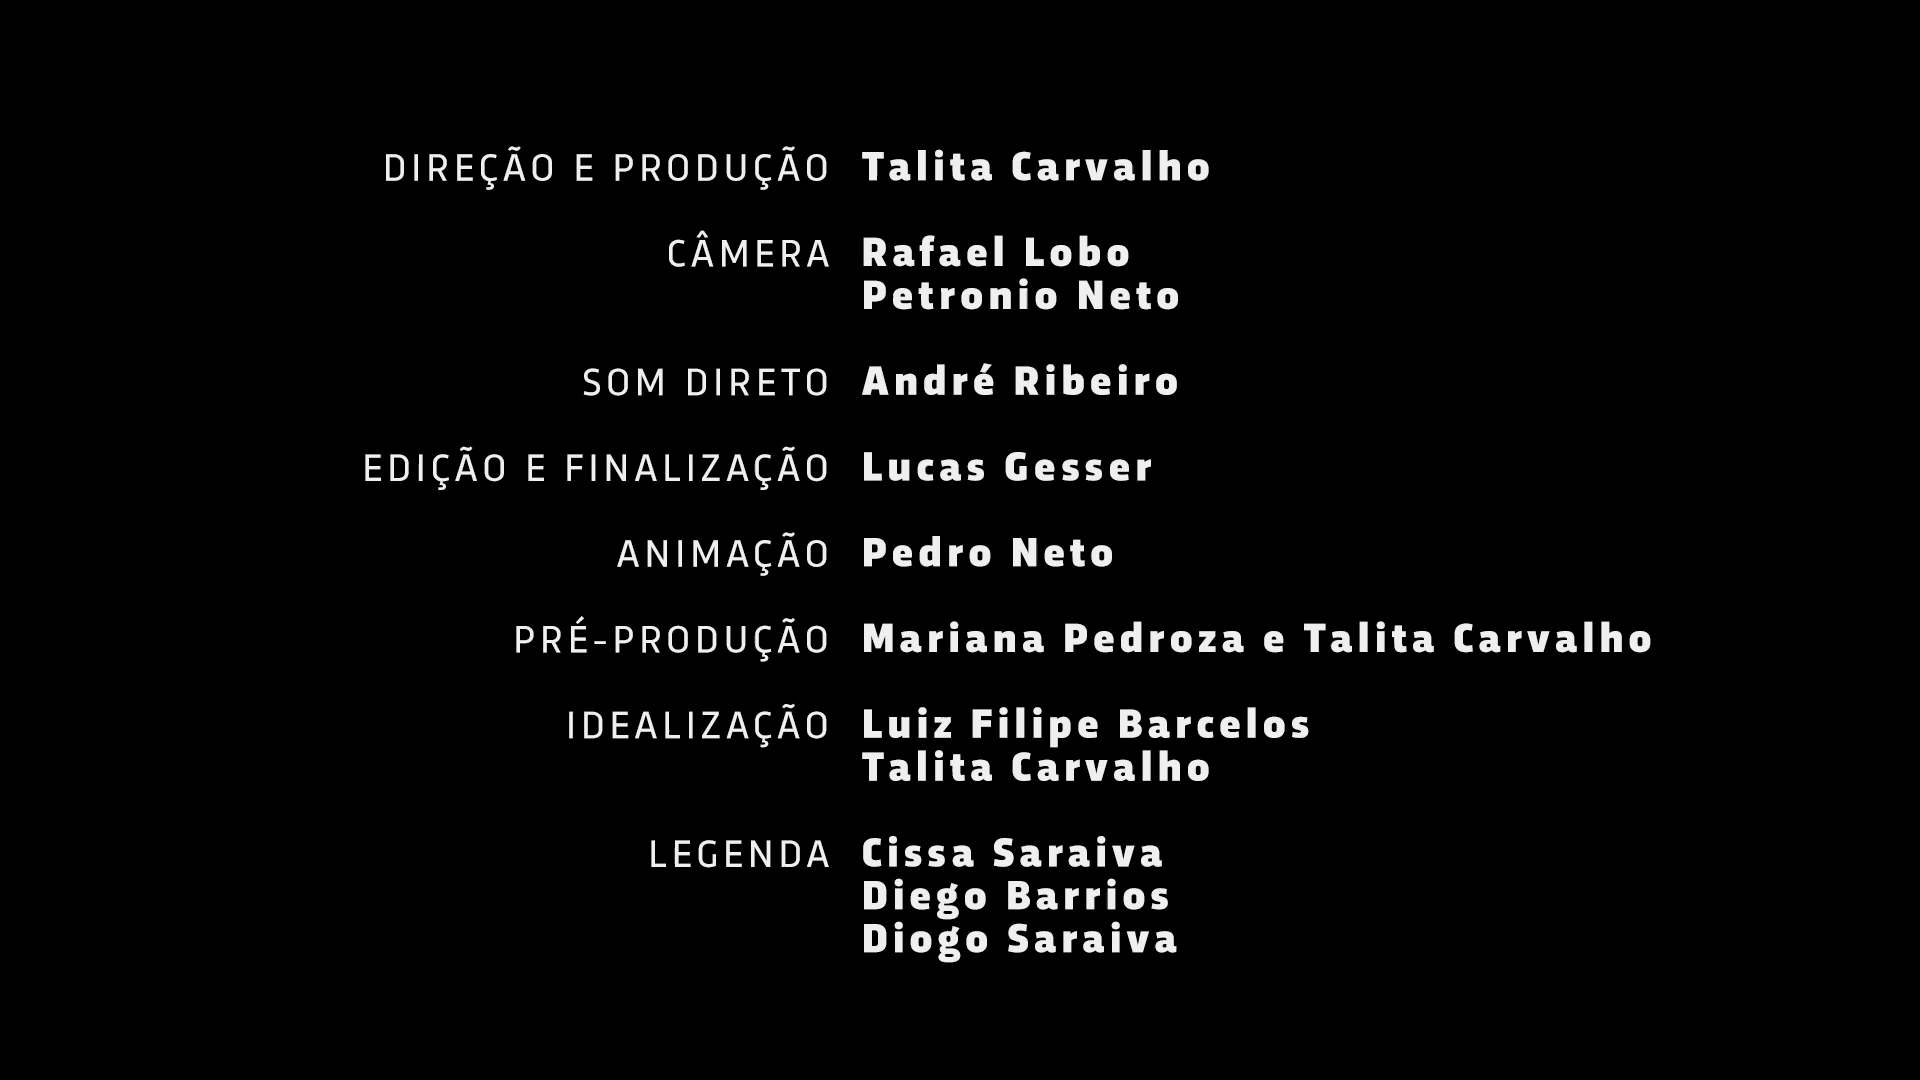 DIREÇÃO E PRODUÇÃO Talita Carvalho
CÂMERA Rafael Lobo
Petronio Neto
SOM DIRETO André Ribeiro
EDIÇÃO E FINALIZAÇÃO Lucas Gesser
ANIMAÇÃO Pedro Neto
PRÉ-PRODUÇÃO Mariana Pedroza e Talita Carvalho
IDEALIZAÇÃO Luiz Filipe Barcelos
Talita Carvalho
LEGENDA Cissa Saraiva
Diego Barrios
Diogo Saraiva